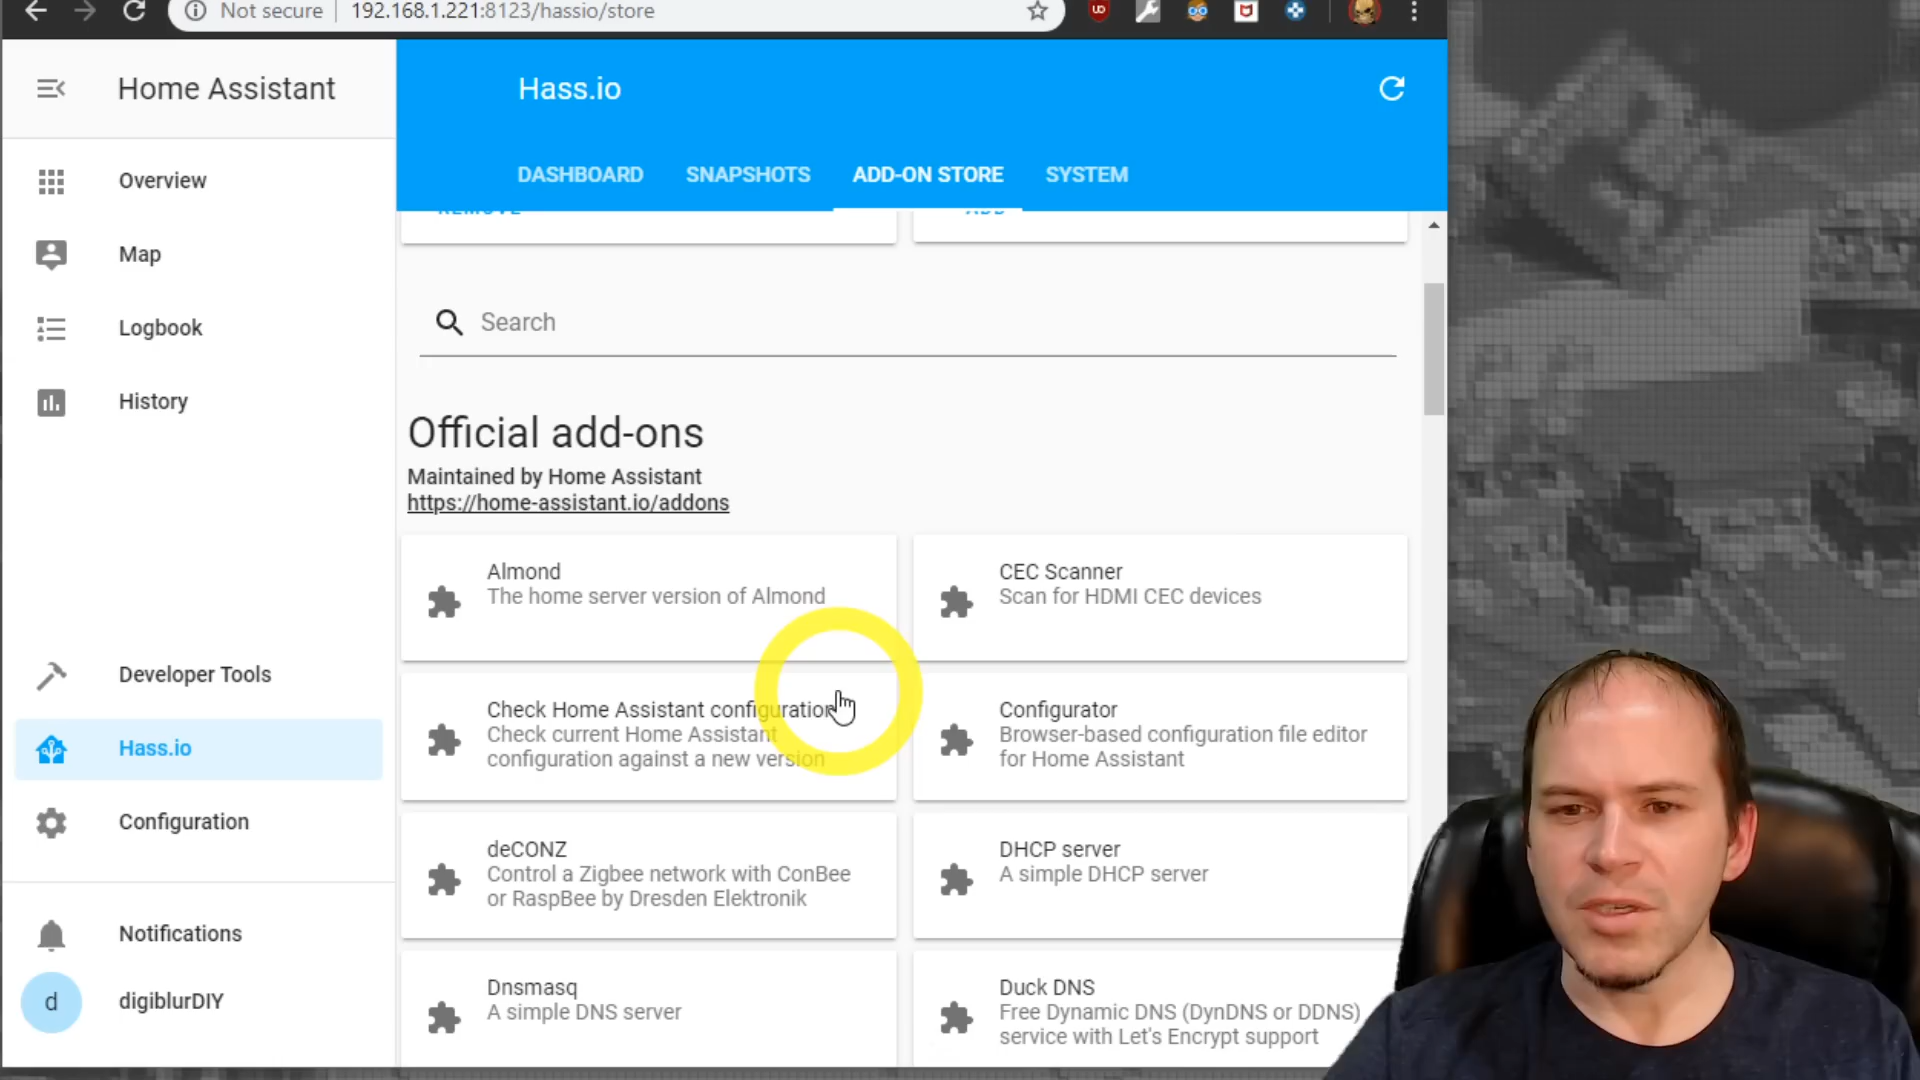 Not secure
192.168.1.221:8123/hassio/store
UD
Home Assistant
Hass.io
DASHBOARD
SNAPSHOTS
ADD-ON STORE
SYSTEM
REMOVE
ADD
Overview
Map
Logbook
History
Developer Tools
Hass.io
Configuration
Notifications
d
digiblurDIY
Search
Official add-ons
Maintained by Home Assistant
https://home-assistant.io/addons
Almond
The home server version of Almond
CEC Scanner
Scan for HDMI CEC devices
Check Home Assistant configuration
Check current Home Assistant
configuration against a new version
Configurator
Browser-based configuration file editor
for Home Assistant
deCONZ
Control a Zigbee network with ConBee
or RaspBee by Dresden Elektronik
DHCP server
A simple DHCP server
Dnsmasq
A simple DNS server
Duck DNS
Free Dynamic DNS (DynDNS or DDNS)
service with Let's Encrypt support